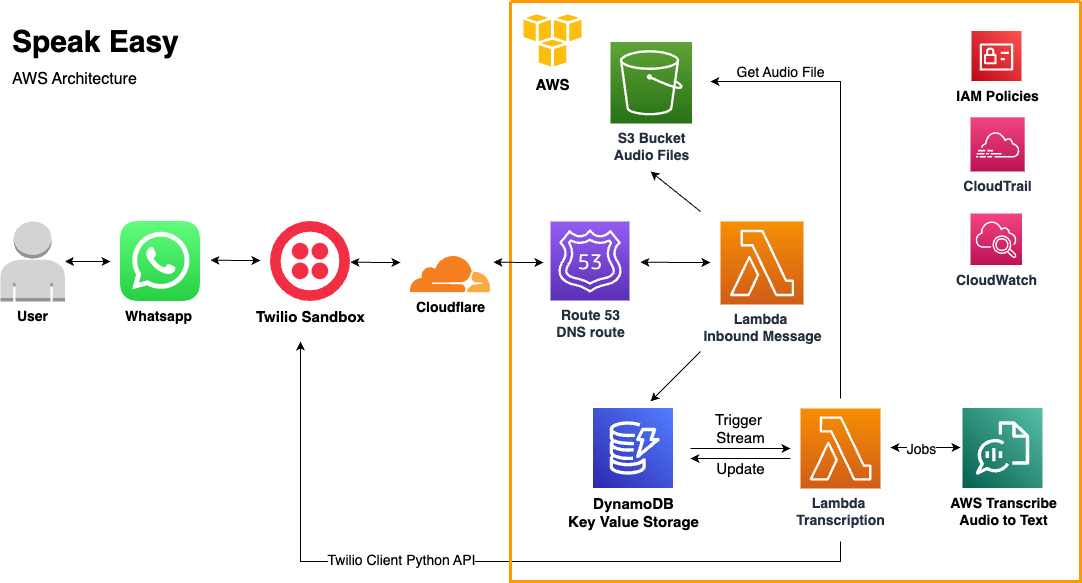 Speak Easy
AWS Architecture
AWS
S3 Bucket
Audio Files
Get Audio File
IAM Policies
CloudTrail
CloudWatch
User
Whatsapp
Twilio Sandbox
Cloudflare
53
Route 53
DNS route
Lambda
Inbound Message
DynamoDB
Key Value Storage
Trigger
Stream
Update
Lambda
Transcription
Jobs
AWS Transcribe
Audio to Text
Twilio Client Python API